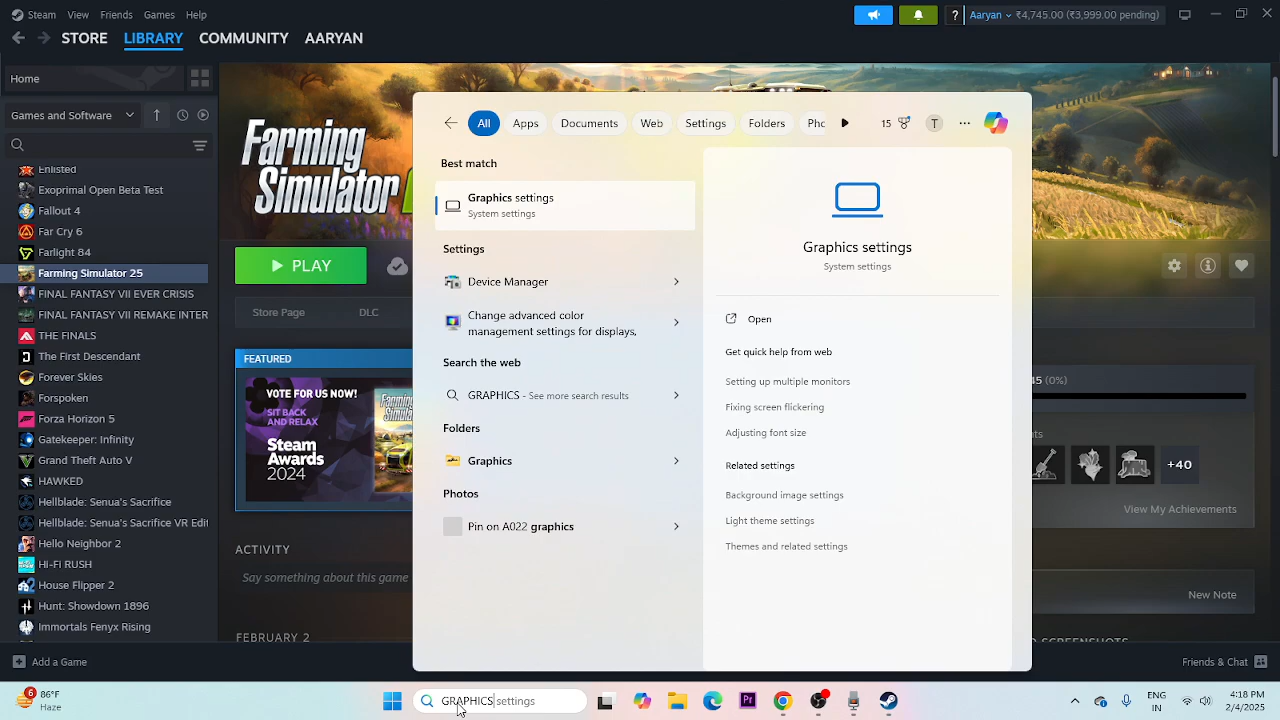 Steam View Friends Games Help
? Aaryan ₹4,745.00 (₹3,999.00 pending)
STORE LIBRARY COMMUNITY AARYAN
Home
Games and Software
Enlisted
Exoprimal Open Beta Test
Fallout 4
Far Cry 6
Farlight 84
Farming Simulator 25
FINAL FANTASY VII EVER CRISIS
FINAL FANTASY VII REMAKE INTER
THE FINALS
The First Descendant
Forever Skies
Forspoken
Forza Horizon 5
Goddess Of Victory: Nikke
Grand Theft Auto V
HAWKED
Hellblade: Senua's Sacrifice
Hellblade: Senua's Sacrifice VR Edit
Hello Neighbor 2
Hi-Fi RUSH
House Flipper 2
Hunt: Showdown 1896
Immortals Fenyx Rising
Add a Game
Farming
Simulator
PLAY
Store Page DLC
FEATURED
VOTE FOR US NOW!
SIT BACK
AND RELAX
Steam
Awards
2024
ACTIVITY
Say something about this game
FEBRUARY 2
All Apps Documents Web Settings Folders Pho 15 T
Best match
Graphics settings
System settings
Settings
Device Manager
Change advanced color
management settings for displays,
Search the web
GRAPHICS - See more search results
Folders
Graphics
Photos
Pin on A022 graphics
Graphics settings
System settings
Open
Get quick help from web
Setting up multiple monitors
Fixing screen flickering
Adjusting font size
Related settings
Background image settings
Light theme settings
Themes and related settings
45 (0%)
nts
+40
View My Achievements
New Note
Friends & Chat
6
86°F
GRAPHICS settings
Pr
ENG
IN
4:18 PM
2/4/2025